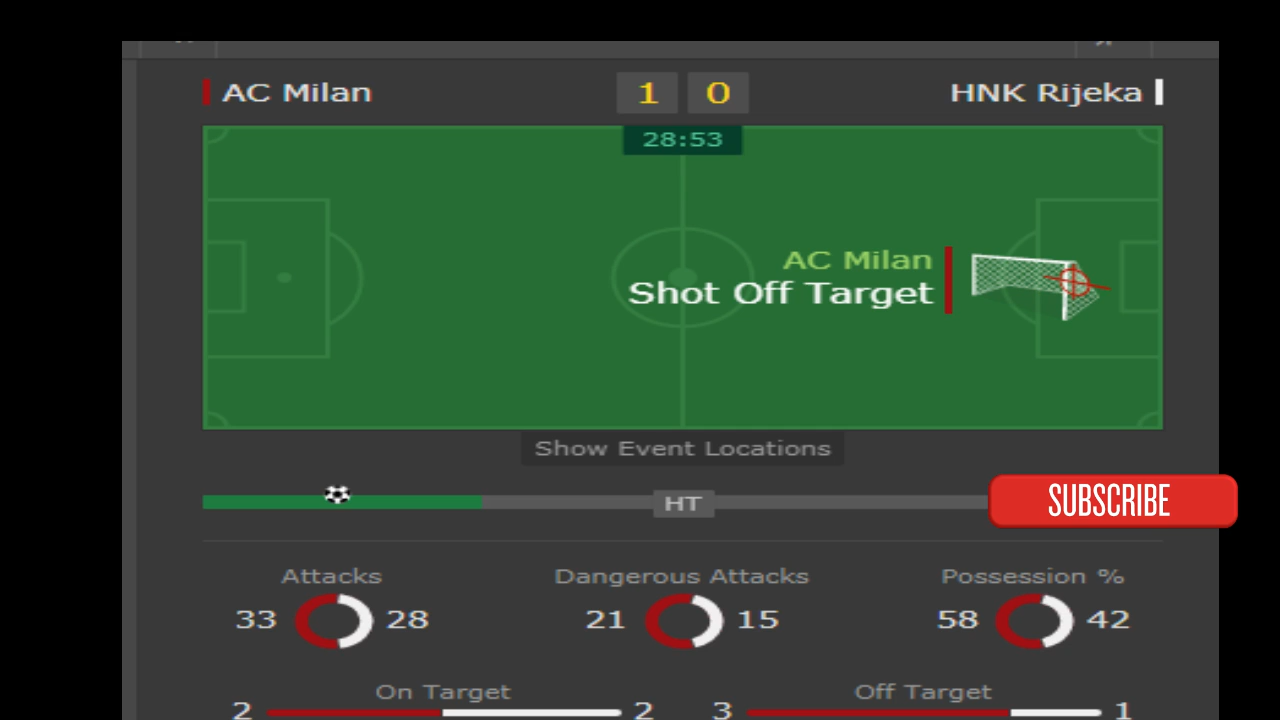 AC Milan
1 0
HNK Rijeka
28:53
AC Milan
Shot Off Target
Show Event Locations
HT
SUBSCRIBE
Attacks
33 28
Dangerous Attacks
21 15
Possession %
58 42
On Target
2 2
Off Target
3 1